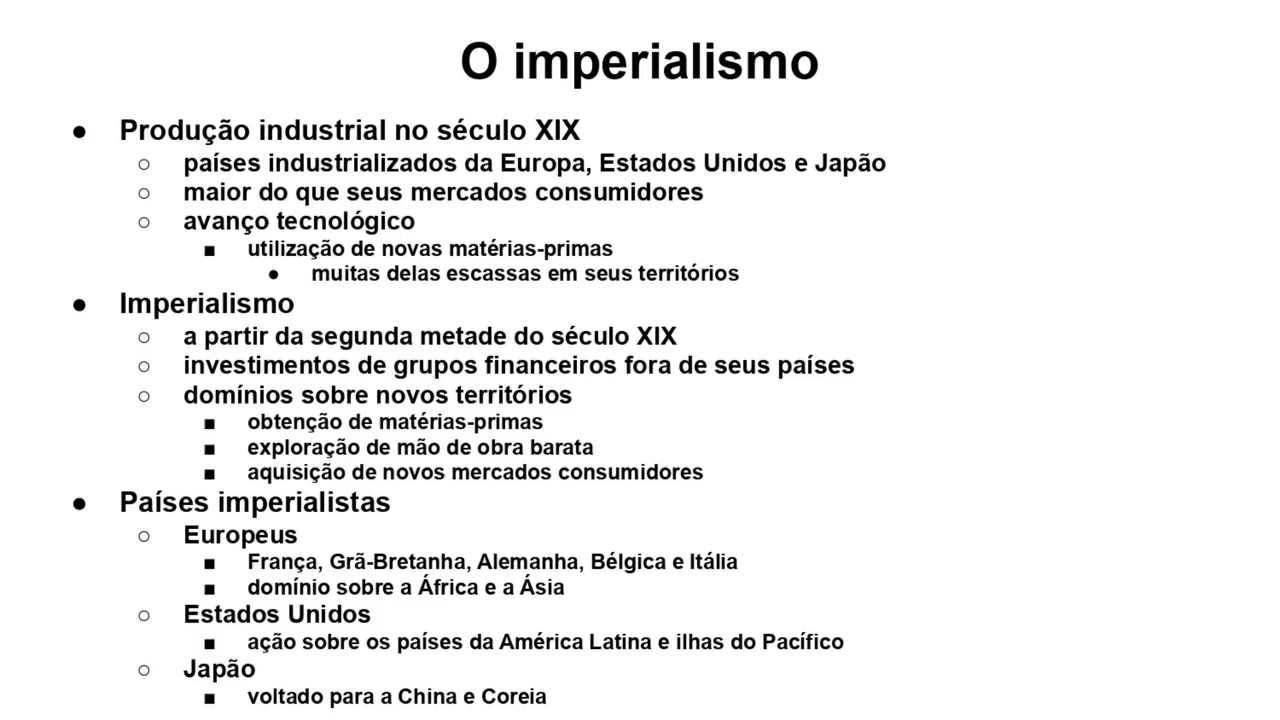 O imperialismo
● Produção industrial no século XIX
○ países industrializados da Europa, Estados Unidos e Japão
○ maior do que seus mercados consumidores
○ avanço tecnológico
■ utilização de novas matérias-primas
● muitas delas escassas em seus territórios
● Imperialismo
○ a partir da segunda metade do século XIX
○ investimentos de grupos financeiros fora de seus países
○ domínios sobre novos territórios
■ obtenção de matérias-primas
■ exploração de mão de obra barata
■ aquisição de novos mercados consumidores
● Países imperialistas
○ Europeus
■ França, Grã-Bretanha, Alemanha, Bélgica e Itália
■ domínio sobre a África e a Ásia
○ Estados Unidos
■ ação sobre os países da América Latina e ilhas do Pacífico
○ Japão
■ voltado para a China e Coreia